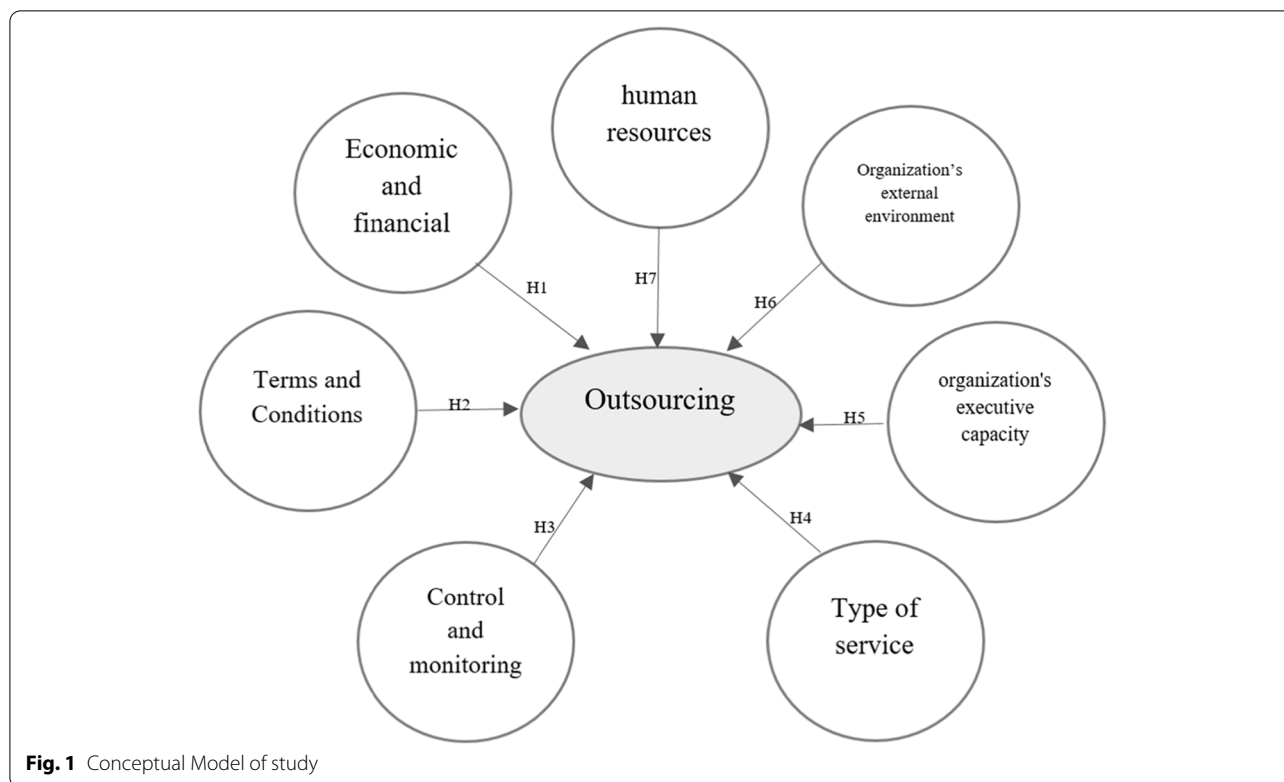 human
resources
Economic
and
financial
Organization’s
external
environment
H1
H7
H6
Terms and
Conditions
H2
Outsourcing
H5
organization's
executive
capacity
H3
H4
Control
and
monitoring
Type of
service
Fig. 1 Conceptual Model of study